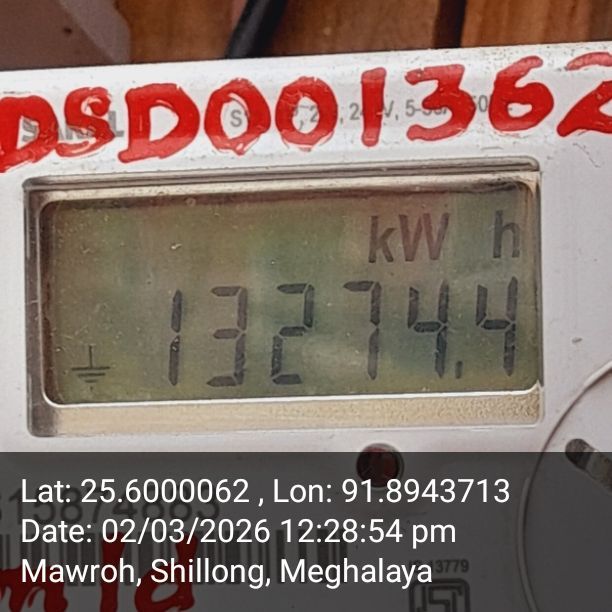 DSD001362
kW h
13274.4
Lat: 25.6000062 , Lon: 91.8943713
Date: 02/03/2026 12:28:54 pm
Mawroh, Shillong, Meghalaya